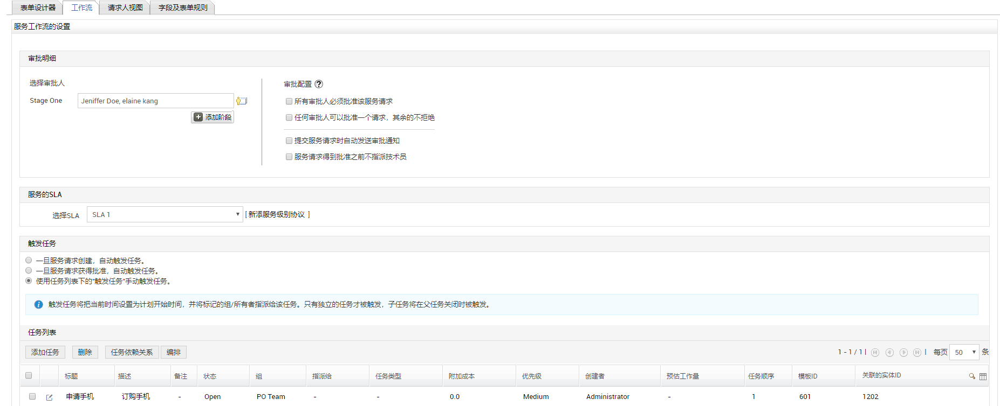 表单设计器 工作流 请求人视图 字段及表单规则
服务工作流的设置
审批明细
选择审批人
Stage One Jeniffer Doe, elaine kang
添加阶段
审批配置 ?
所有审批人必须批准该服务请求
任何审批人可以批准一个请求，其余的不拒绝
提交服务请求时自动发送审批通知
服务请求得到批准之前不指派技术员
服务的SLA
选择SLA SLA 1 [ 新添服务级别协议 ]
触发任务
一旦服务请求创建，自动触发任务。
一旦服务请求获得批准，自动触发任务。
使用任务列表下的"触发任务"手动触发任务。
触发任务将把当前时间设置为计划开始时间，并将标记的组/所有者指派给该任务。只有独立的任务才被触发，子任务将在父任务关闭时被触发。
任务列表
添加任务 删除 任务依赖关系 编排 1 - 1 / 1 | | 每页 50 条
标题 描述 备注 状态 组 指派给 任务类型 附加成本 优先级 创建者 预估工作量 任务顺序 模板ID 关联的实体ID
申请手机 订购手机 - Open PO Team - - 0.0 Medium Administrator - 1 601 1202